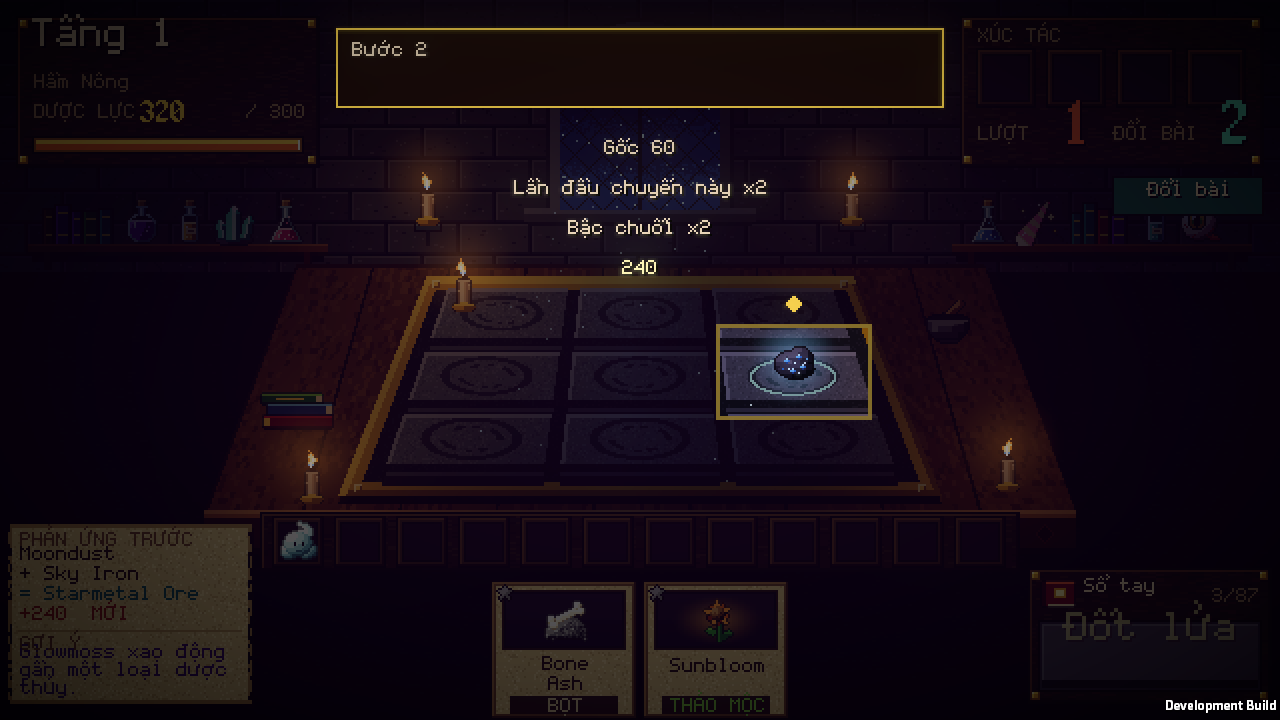 Tầng 1
Hầm Nông
DƯỢC LỰC 320 / 300
Bước 2
XÚC TÁC
LƯỢT 1 ĐỔI BÀI 2
Đổi bài
Gốc 60
Lần đầu chuyến này x2
Bậc chuỗi x2
240
PHẢN ỨNG TRƯỚC
Moondust
+ Sky Iron
= Starmetal Ore
+240 MỚI
GỢI Ý
Glowmoss xao động
gần một loại dược
thủy.
Bone
Ash
BỘT
Sunbloom
THẢO MỘC
Sổ tay
3/87
Đốt lửa
Development Build